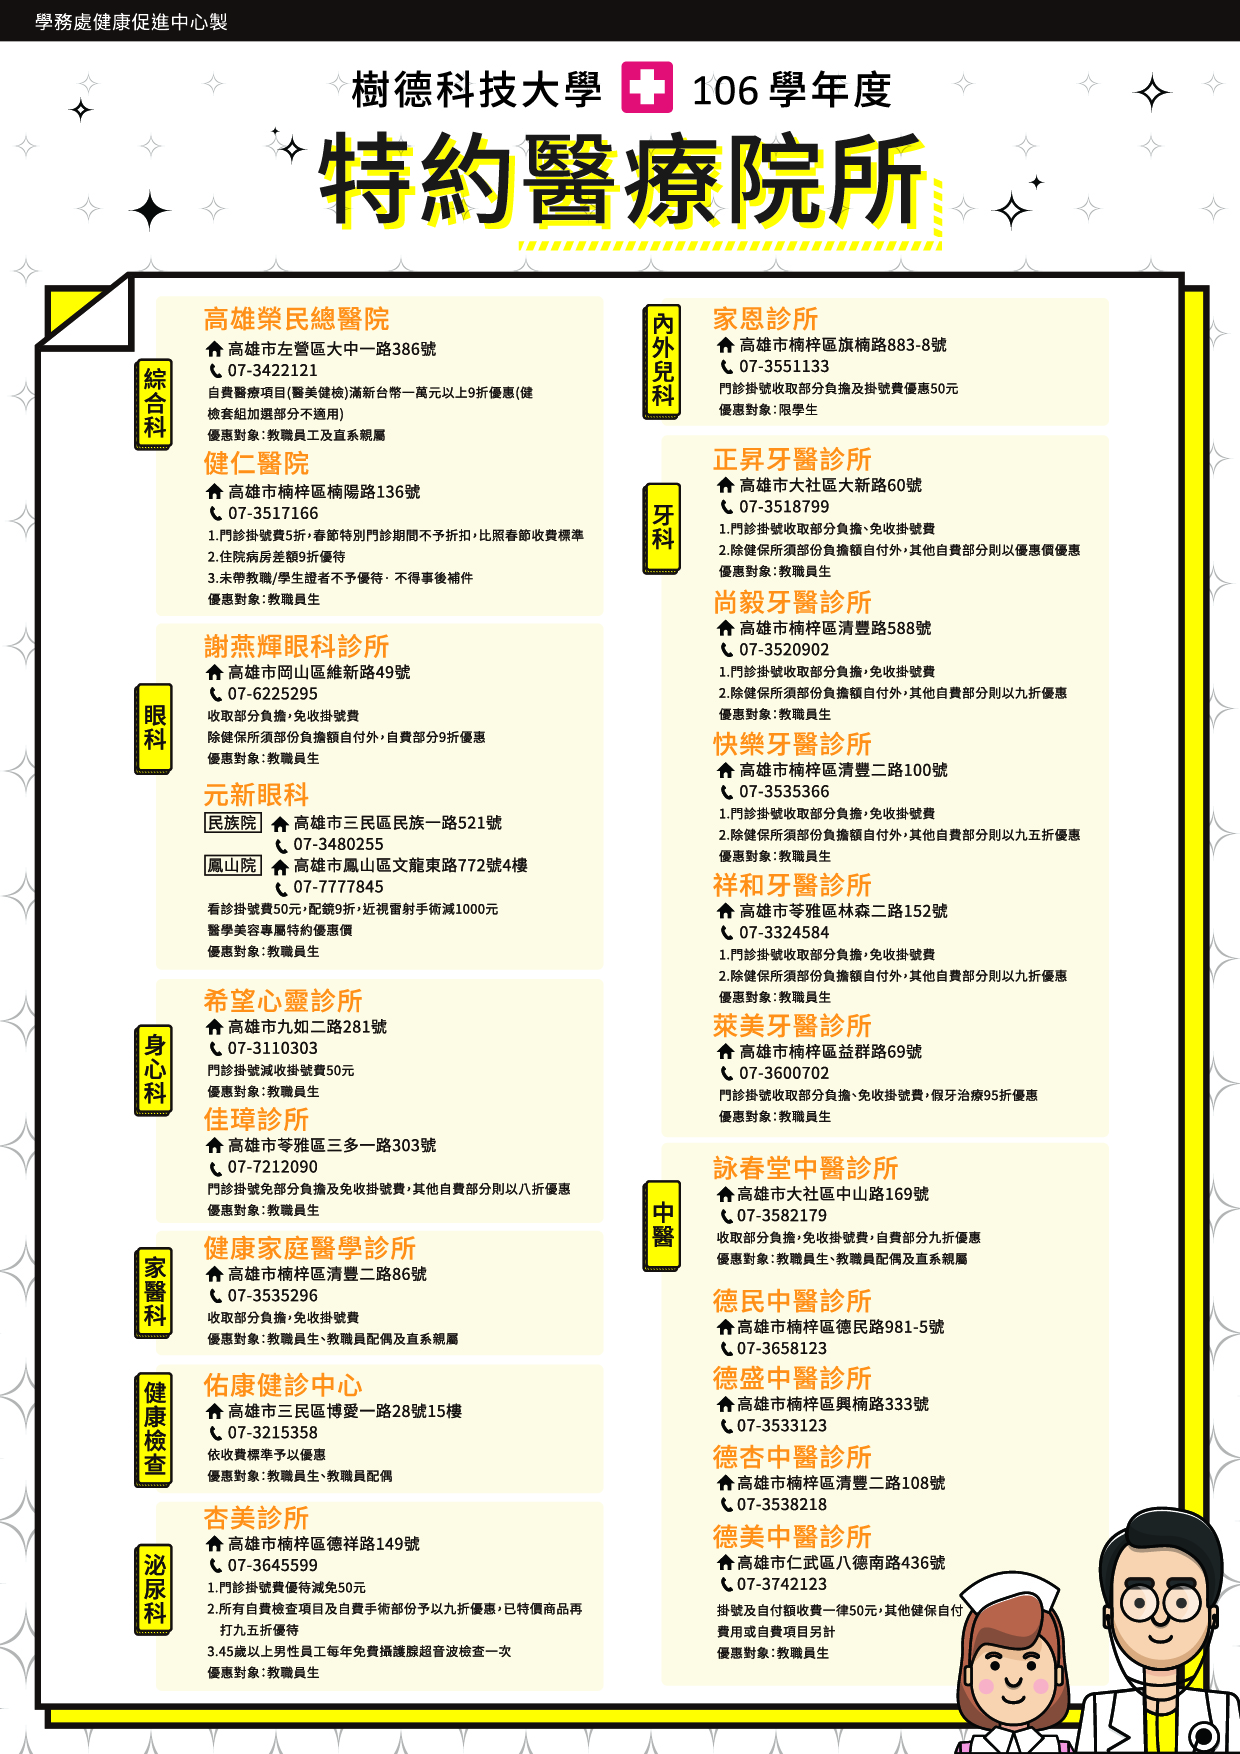 學務處健康促進中心製
樹德科技大學 106 學年度
特約醫療院所
綜合科
高雄榮民總醫院
高雄市左營區大中一路386號
07-3422121
自費醫療項目(醫美健檢)滿新台幣一萬元以上9折優惠(健
檢套組加選部分不適用)
優惠對象:教職員工及直系親屬
健仁醫院
高雄市楠梓區楠陽路136號
07-3517166
1.門診掛號費5折,春節特別門診期間不予折扣,比照春節收費標準
2.住院病房差額9折優待
3.未帶教職/學生證者不予優待·不得事後補件
優惠對象:教職員生
眼科
謝燕輝眼科診所
高雄市岡山區維新路49號
07-6225295
收取部分負擔,免收掛號費
除健保所須部份負擔額自付外,自費部分9折優惠
優惠對象:教職員生
元新眼科
民族院 高雄市三民區民族一路521號
07-3480255
鳳山院 高雄市鳳山區文龍東路772號4樓
07-7777845
看診掛號費50元,配鏡9折,近視雷射手術減1000元
醫學美容專屬特約優惠價
優惠對象:教職員生
身心科
希望心靈診所
高雄市九如二路281號
07-3110303
門診掛號減收掛號費50元
優惠對象:教職員生
佳璋診所
高雄市苓雅區三多一路303號
07-7212090
門診掛號免部分負擔及免收掛號費,其他自費部分則以八折優惠
優惠對象:教職員生
家醫科
健康家庭醫學診所
高雄市楠梓區清豐二路86號
07-3535296
收取部分負擔,免收掛號費
優惠對象:教職員生、教職員配偶及直系親屬
健康檢查
佑康健診中心
高雄市三民區博愛一路28號15樓
07-3215358
依收費標準予以優惠
優惠對象:教職員生、教職員配偶
泌尿科
杏美診所
高雄市楠梓區德祥路149號
07-3645599
1.門診掛號費優待減免50元
2.所有自費檢查項目及自費手術部份予以九折優惠,已特價商品再
打九五折優待
3.45歲以上男性員工每年免費攝護腺超音波檢查一次
優惠對象:教職員生
內外兒科
家恩診所
高雄市楠梓區旗楠路883-8號
07-3551133
門診掛號收取部分負擔及掛號費優惠50元
優惠對象:限學生
牙科
正昇牙醫診所
高雄市大社區大新路60號
07-3518799
1.門診掛號收取部分負擔、免收掛號費
2.除健保所須部份負擔額自付外,其他自費部分則以優惠價優惠
優惠對象:教職員生
尚毅牙醫診所
高雄市楠梓區清豐路588號
07-3520902
1.門診掛號收取部分負擔,免收掛號費
2.除健保所須部份負擔額自付外,其他自費部分則以九折優惠
優惠對象:教職員生
快樂牙醫診所
高雄市楠梓區清豐二路100號
07-3535366
1.門診掛號收取部分負擔,免收掛號費
2.除健保所須部份負擔額自付外,其他自費部分則以九五折優惠
優惠對象:教職員生
祥和牙醫診所
高雄市苓雅區林森二路152號
07-3324584
1.門診掛號收取部分負擔,免收掛號費
2.除健保所須部份負擔額自付外,其他自費部分則以九折優惠
優惠對象:教職員生
萊美牙醫診所
高雄市楠梓區益群路69號
07-3600702
門診掛號收取部分負擔、免收掛號費,假牙治療95折優惠
優惠對象:教職員生
中醫
詠春堂中醫診所
高雄市大社區中山路169號
07-3582179
收取部分負擔,免收掛號費,自費部分九折優惠
優惠對象:教職員生、教職員配偶及直系親屬
德民中醫診所
高雄市楠梓區德民路981-5號
07-3658123
德盛中醫診所
高雄市楠梓區興楠路333號
07-3533123
德杏中醫診所
高雄市楠梓區清豐二路108號
07-3538218
德美中醫診所
高雄市仁武區八德南路436號
07-3742123
掛號及自付額收費一律50元,其他健保自付
費用或自費項目另計
優惠對象:教職員生